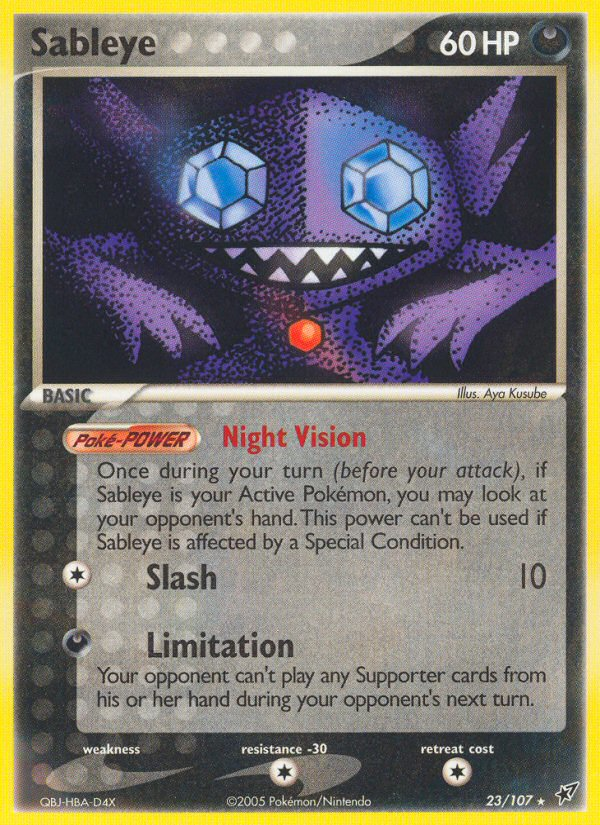 Sableye 60 HP
BASIC
Illus. Aya Kusube
Poké-POWER Night Vision
Once during your turn (before your attack), if
Sableye is your Active Pokémon, you may look at
your opponent's hand. This power can't be used if
Sableye is affected by a Special Condition.
Slash 10
Limitation
Your opponent can't play any Supporter cards from
his or her hand during your opponent's next turn.
weakness resistance -30 retreat cost
QBJ-HBA-D4X ©2005 Pokémon/Nintendo 23/107 ★